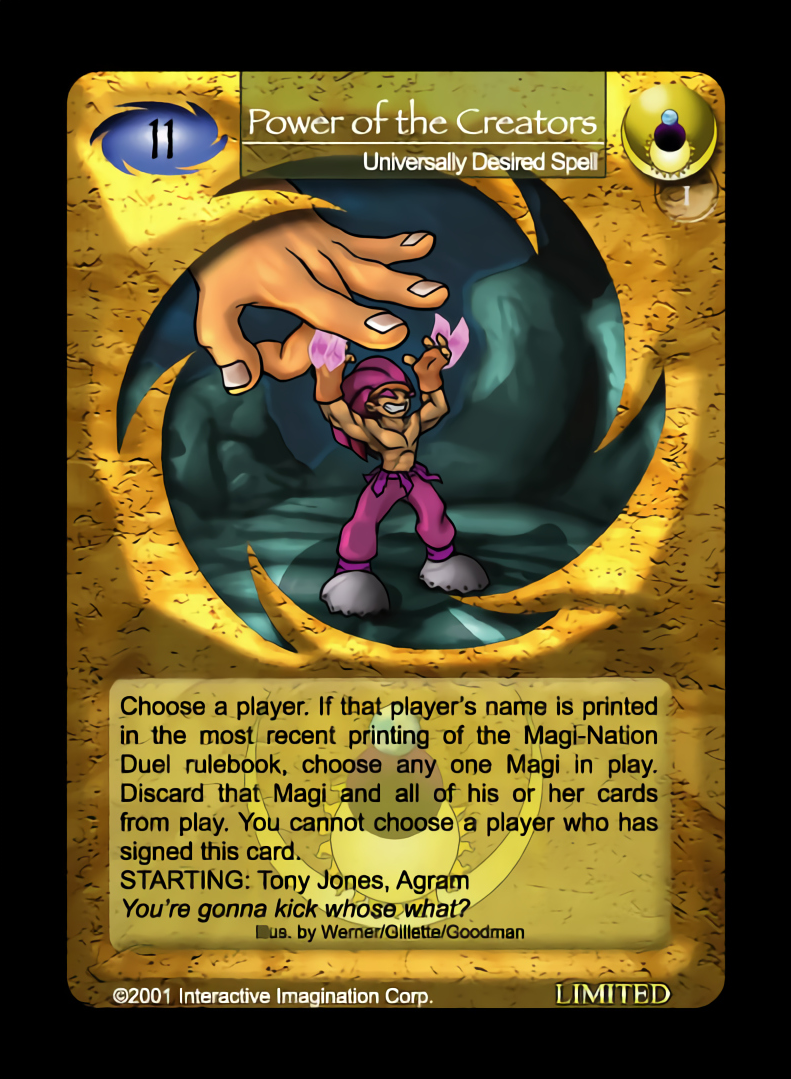 11
Power of the Creators
Universally Desired Spell
1
Choose a player. If that player's name is printed
in the most recent printing of the Magi-Nation
Duel rulebook, choose any one Magi in play.
Discard that Magi and all of his or her cards
from play. You cannot choose a player who has
signed this card.
STARTING: Tony Jones, Agram
You're gonna kick whose what?
Illus. by Werner/Gillette/Goodman
©2001 Interactive Imagination Corp.
LIMITED